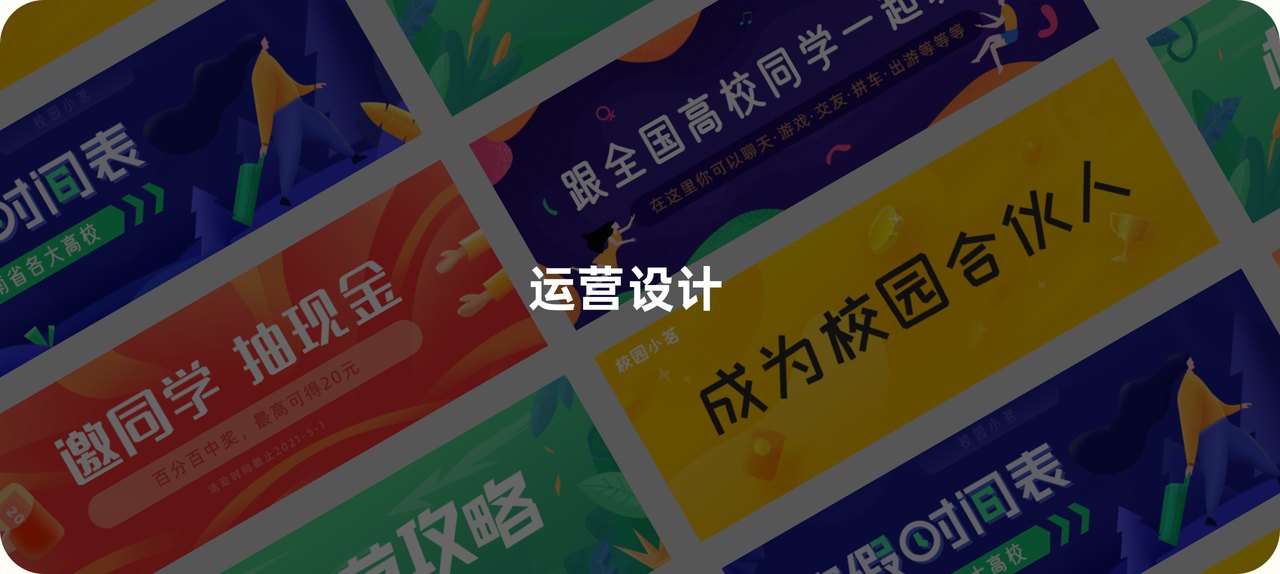 校园小茗
时间表
南省各大高校
跟全国高校同学一起
在这里你可以聊天·游戏·交友·拼车·出游等等等
邀同学 抽现金
百分百中奖，最高可得20元
活动时间截止2021-5-1
20
运营设计
校园小茗
成为校园合伙人
攻略
校园小茗
假时间表
大高校